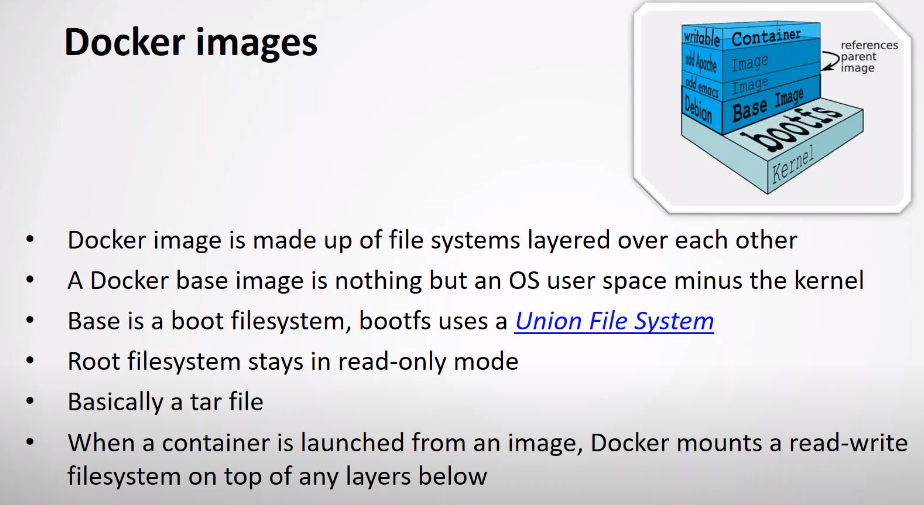 Docker images
writable Container
add Apache Image
add emacs Image
Debian Base Image
bootfs
Kernel
references
parent
image
• Docker image is made up of file systems layered over each other
• A Docker base image is nothing but an OS user space minus the kernel
• Base is a boot filesystem, bootfs uses a Union File System
• Root filesystem stays in read-only mode
• Basically a tar file
• When a container is launched from an image, Docker mounts a read-write
filesystem on top of any layers below